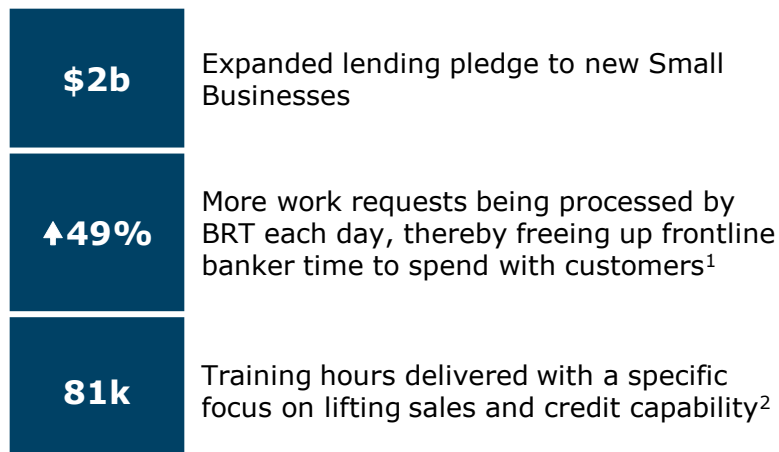 $2b
Expanded lending pledge to new Small
Businesses
↑49%
More work requests being processed by
BRT each day, thereby freeing up frontline
banker time to spend with customers¹
81k
Training hours delivered with a specific
focus on lifting sales and credit capability²